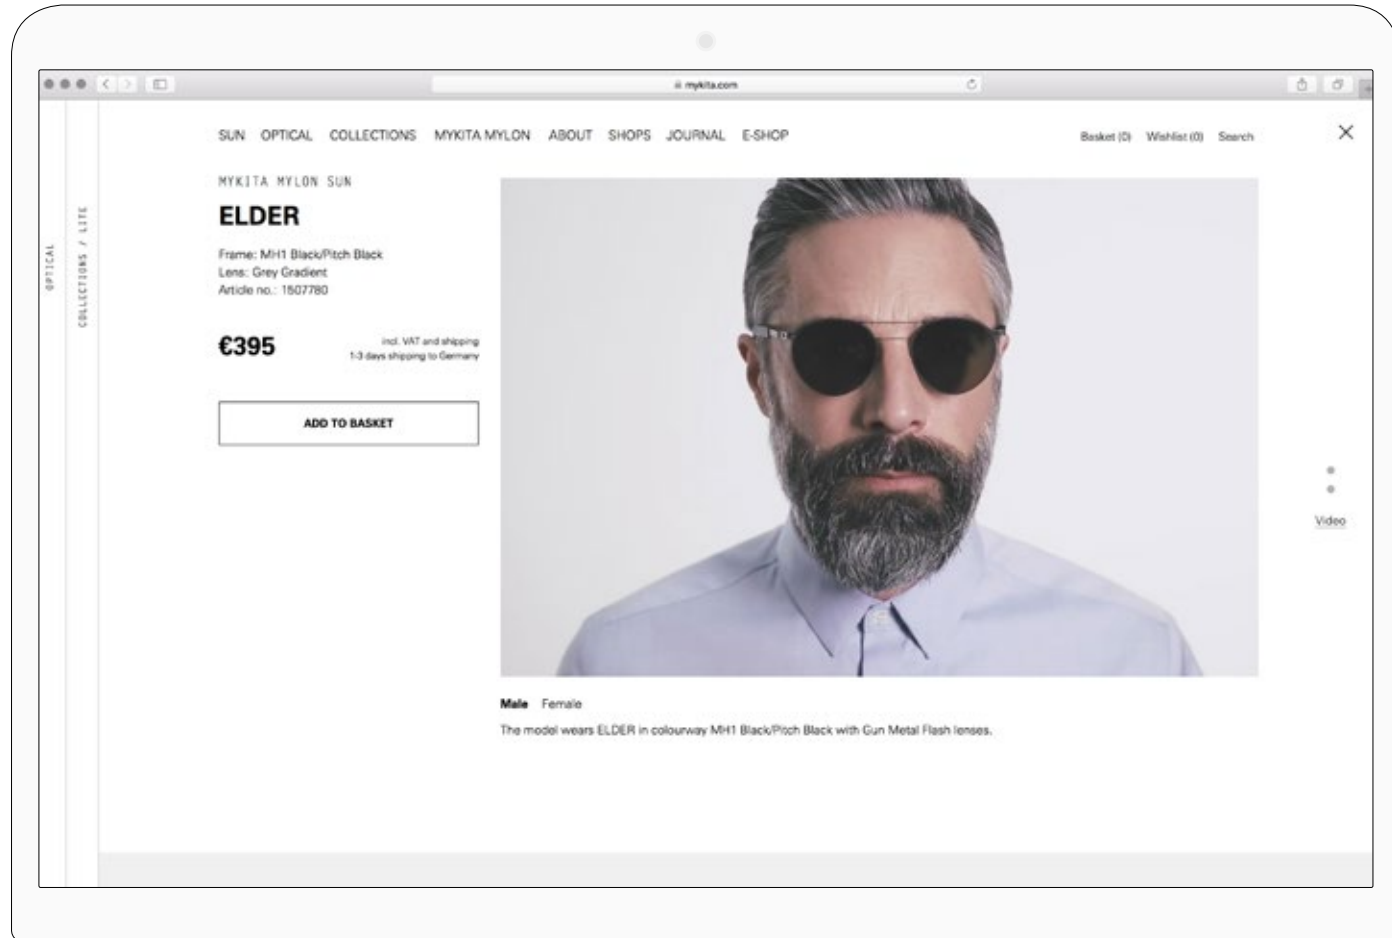 mykita.com
SUN OPTICAL COLLECTIONS MYKITA MYLON ABOUT SHOPS JOURNAL E-SHOP
Basket (0) Wishlist (0) Search
OPTICAL
COLLECTIONS / LITE
MYKITA MYLON SUN
ELDER
Frame: MH1 Black/Pitch Black
Lens: Grey Gradient
Article no.: 1507780
€395
incl. VAT and shipping
1-3 days shipping to Germany
ADD TO BASKET
Video
Male Female
The model wears ELDER in colourway MH1 Black/Pitch Black with Gun Metal Flash lenses.